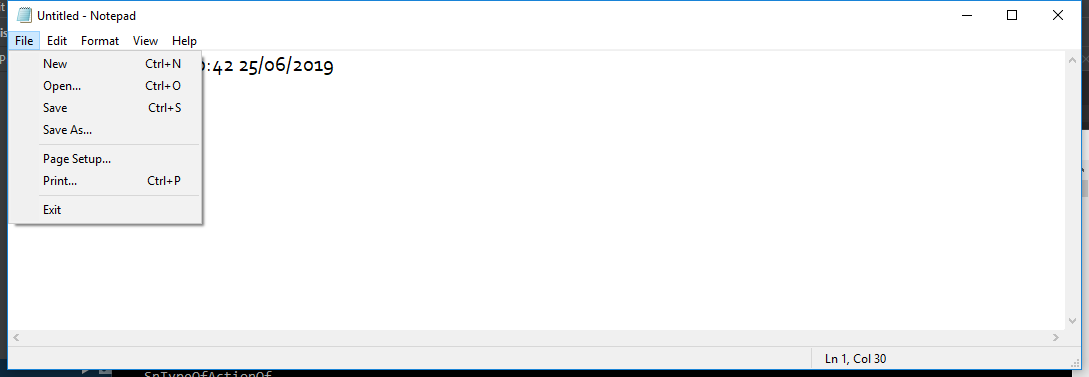 Untitled - Notepad
File Edit Format View Help
:42 25/06/2019
New Ctrl+N
Open... Ctrl+O
Save Ctrl+S
Save As...
Page Setup...
Print... Ctrl+P
Exit
Ln 1, Col 30
SnTypeOfActionOf